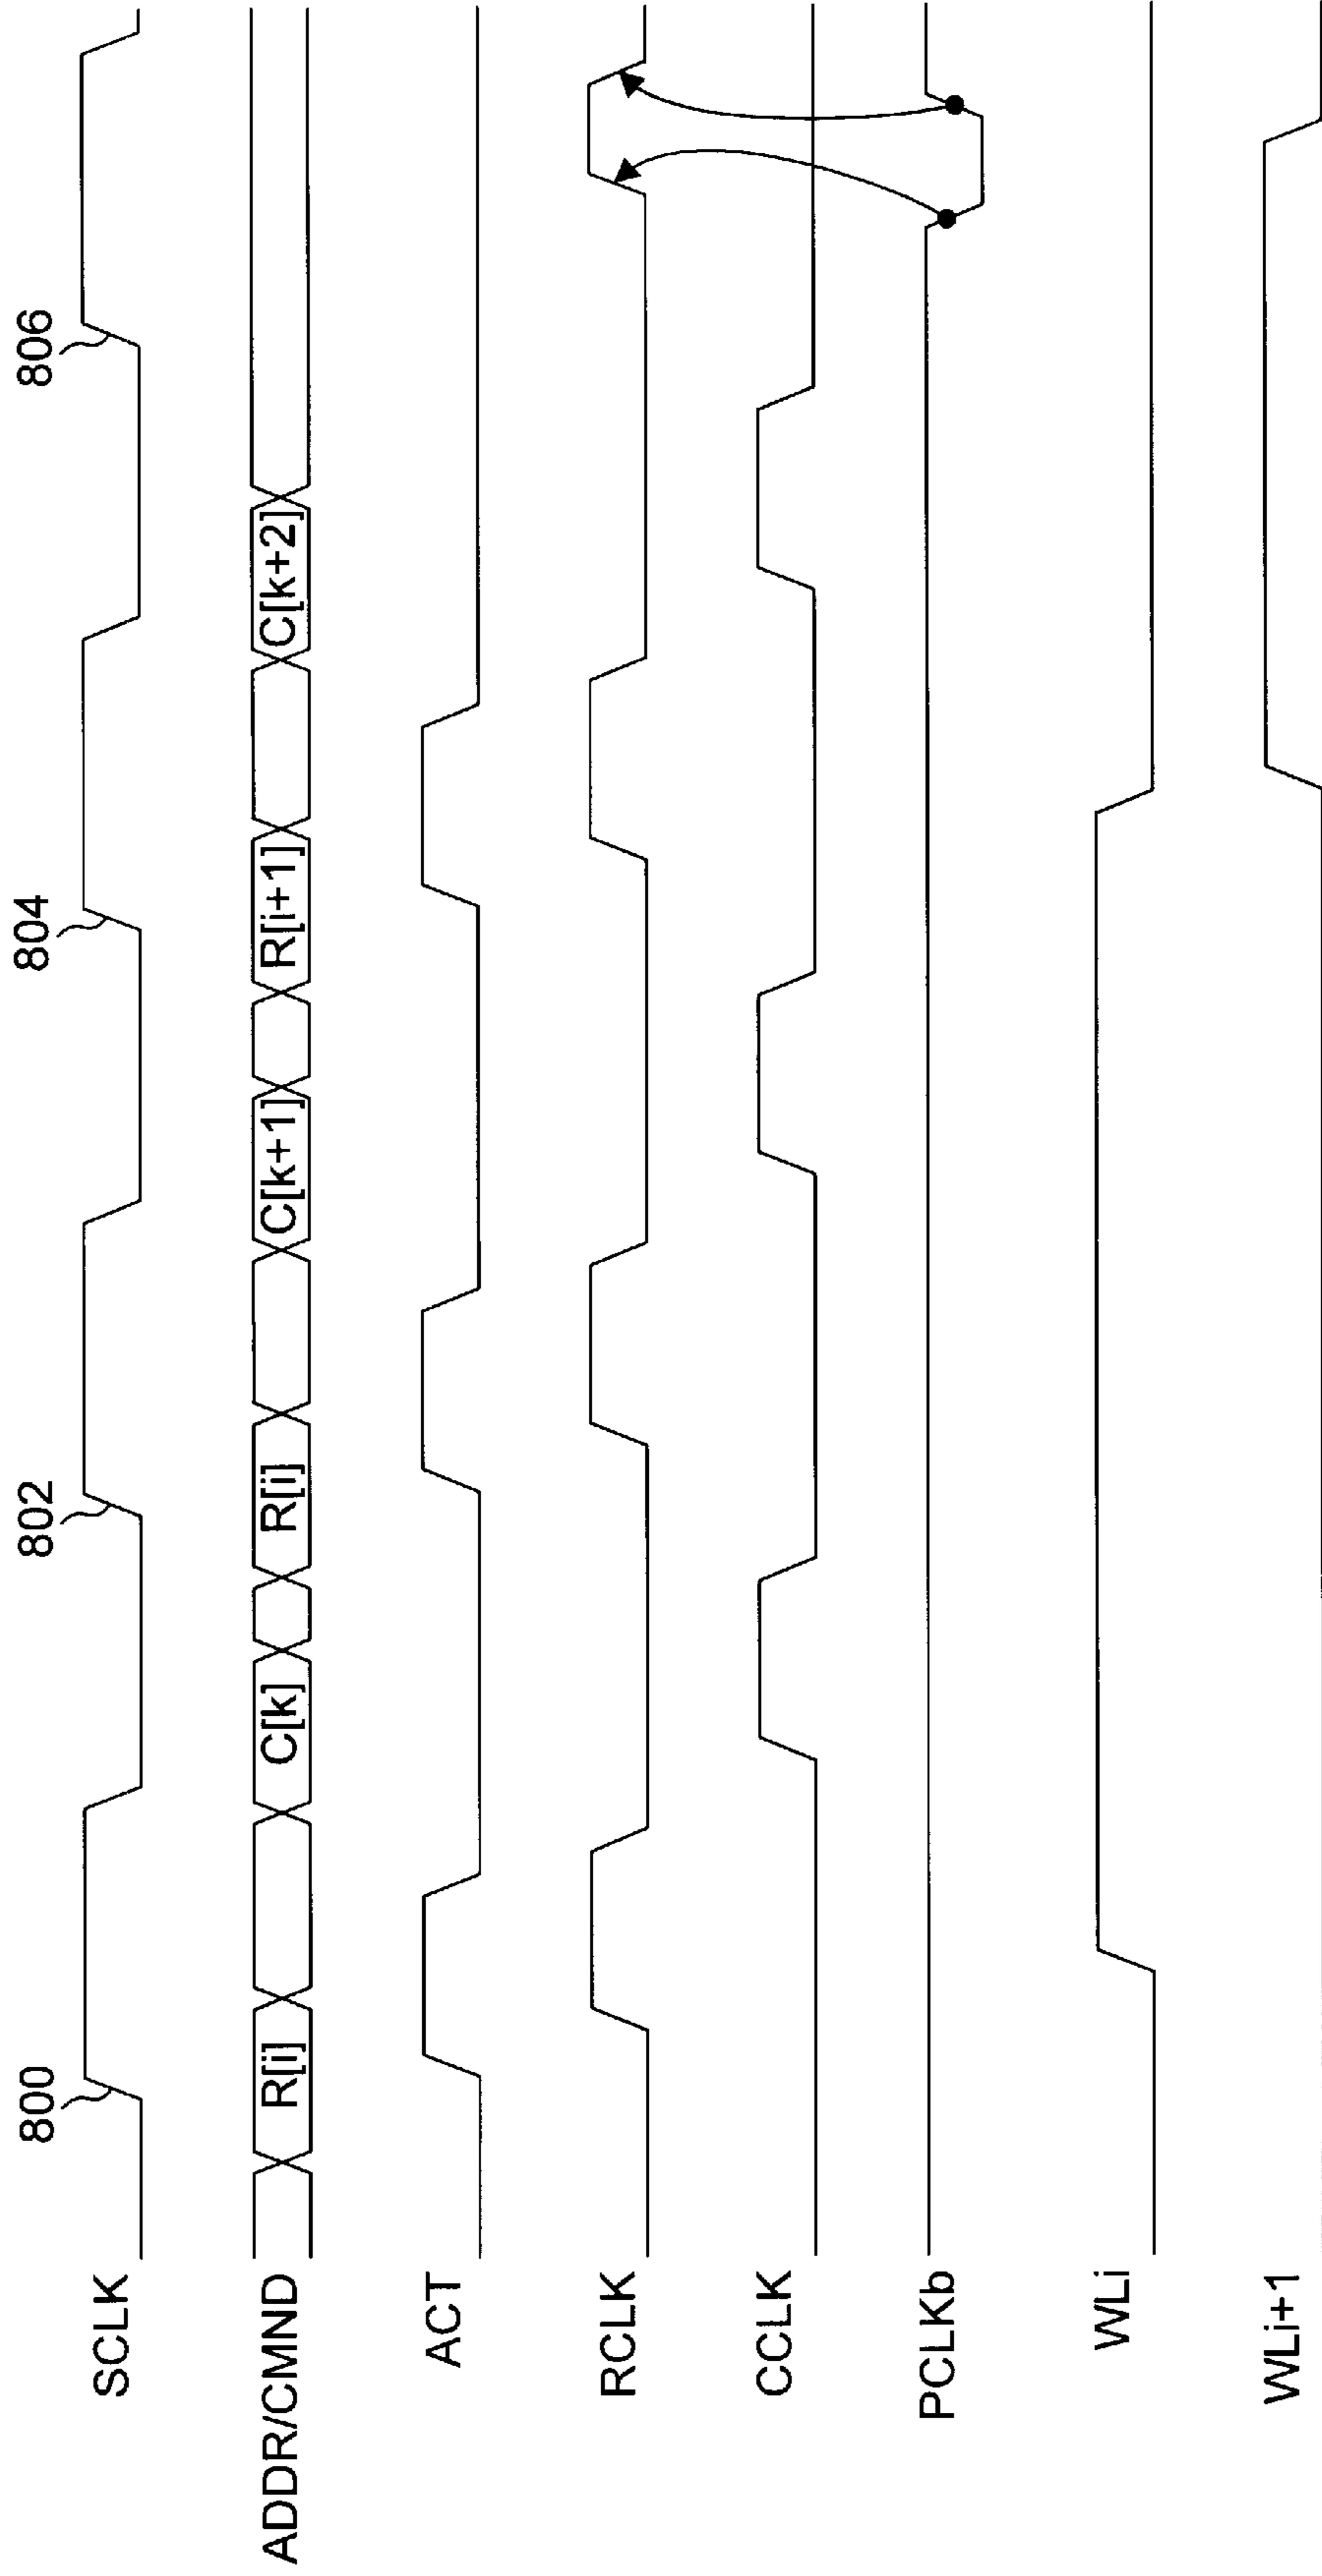 800
802
804
806
SCLK
ADDR/CMND
R[i]
C[k]
R[i]
C[k+1]
R[i+1]
C[k+2]
ACT
RCLK
CCLK
PCLKb
WLi
WLi+1